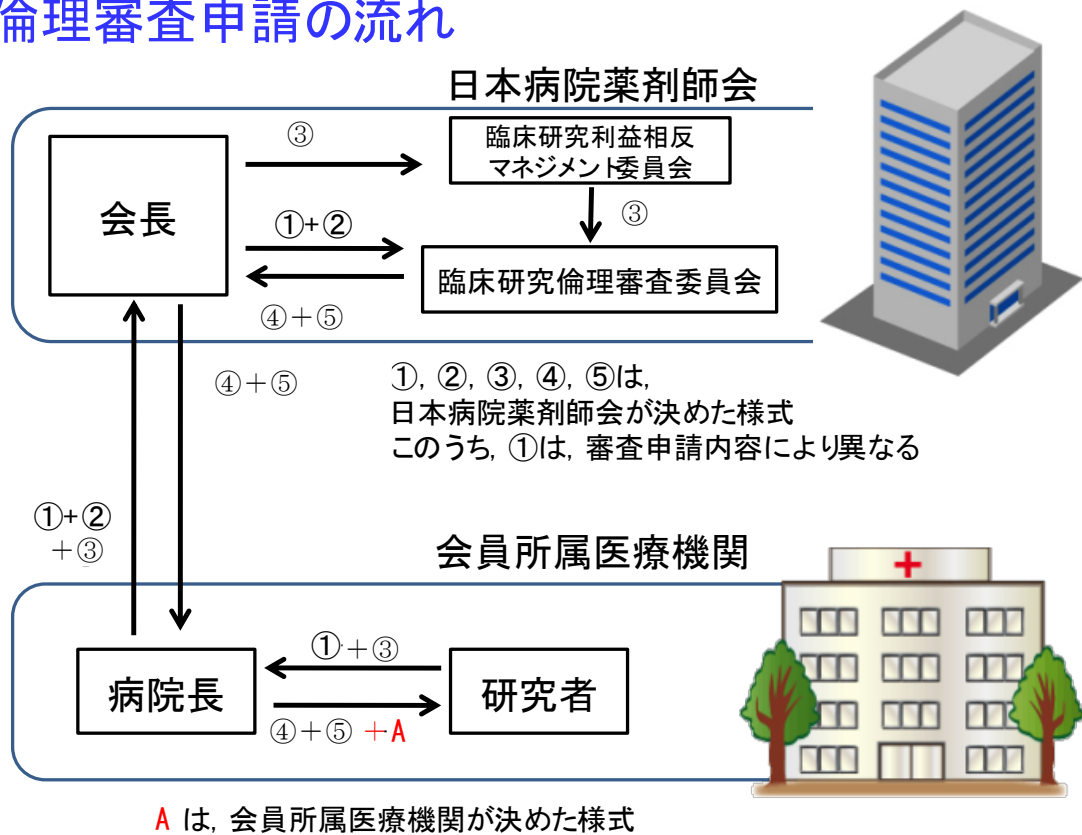 倫理審査申請の流れ
日本病院薬剤師会
③
臨床研究利益相反
マネジメント委員会
会長
③
①+②
臨床研究倫理審査委員会
④+⑤
④+⑤
①, ②, ③, ④, ⑤は,
日本病院薬剤師会が決めた様式
このうち, ①は, 審査申請内容により異なる
①+②
+③
会員所属医療機関
①+③
病院長
研究者
④+⑤ +A
A は, 会員所属医療機関が決めた様式